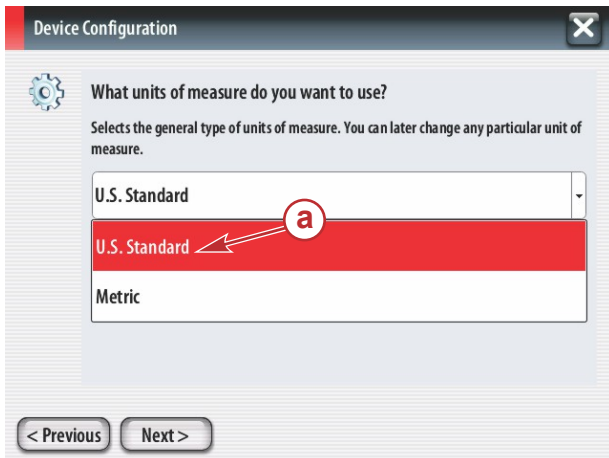 Device Configuration
What units of measure do you want to use?
Selects the general type of units of measure. You can later change any particular unit of
measure.
U.S. Standard
a
U.S. Standard
Metric
< Previous Next >